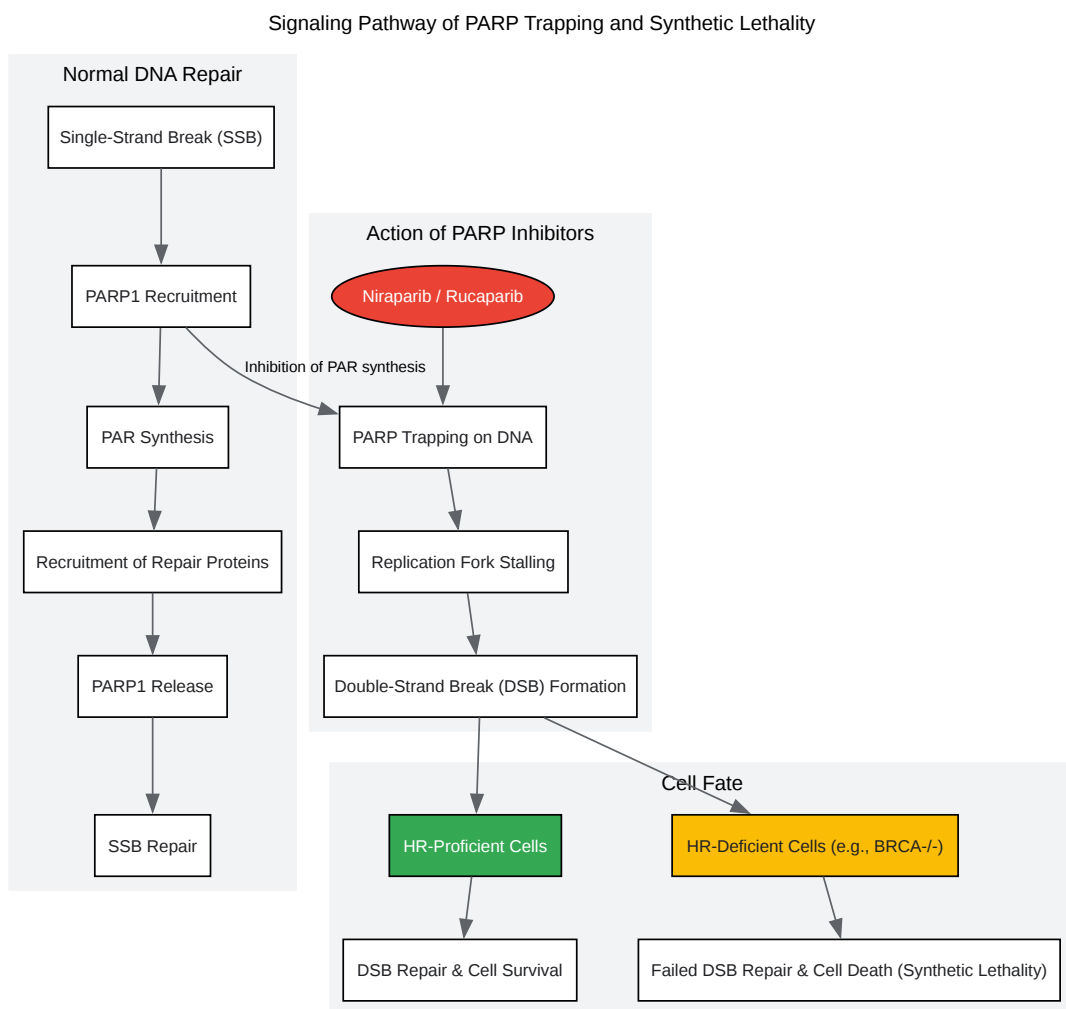 Signaling Pathway of PARP Trapping and Synthetic Lethality
Normal DNA Repair
Single-Strand Break (SSB)
PARP1 Recruitment
PAR Synthesis
Recruitment of Repair Proteins
PARP1 Release
SSB Repair
Action of PARP Inhibitors
Niraparib / Rucaparib
Inhibition of PAR synthesis
PARP Trapping on DNA
Replication Fork Stalling
Double-Strand Break (DSB) Formation
Cell Fate
HR-Proficient Cells
HR-Deficient Cells (e.g., BRCA-/-)
DSB Repair & Cell Survival
Failed DSB Repair & Cell Death (Synthetic Lethality)